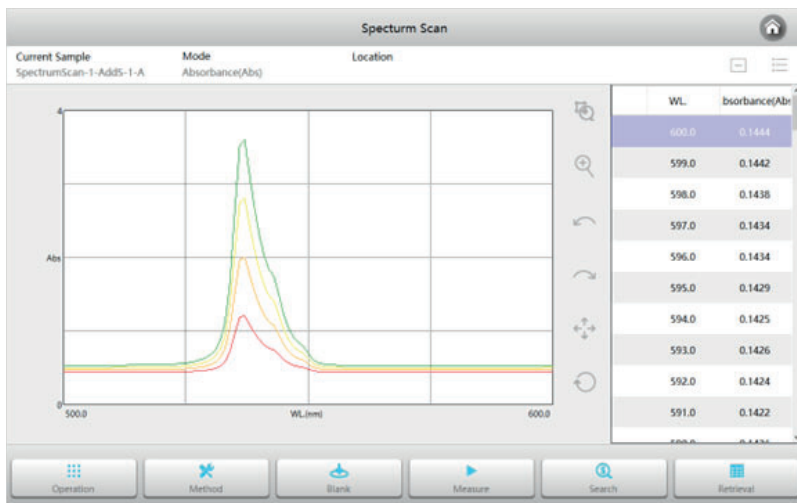 Specturm Scan
Current Sample
SpectrumScan-1-AddS-1-A
Mode
Absorbance(Abs)
Location
4
Abs
0
500.0
WL.(nm)
600.0
WL. bsorbance(Abs
600.0 0.1444
599.0 0.1442
598.0 0.1438
597.0 0.1434
596.0 0.1434
595.0 0.1429
594.0 0.1425
593.0 0.1426
592.0 0.1424
591.0 0.1422
Operation
Method
Blank
Measure
Search
Retrieval